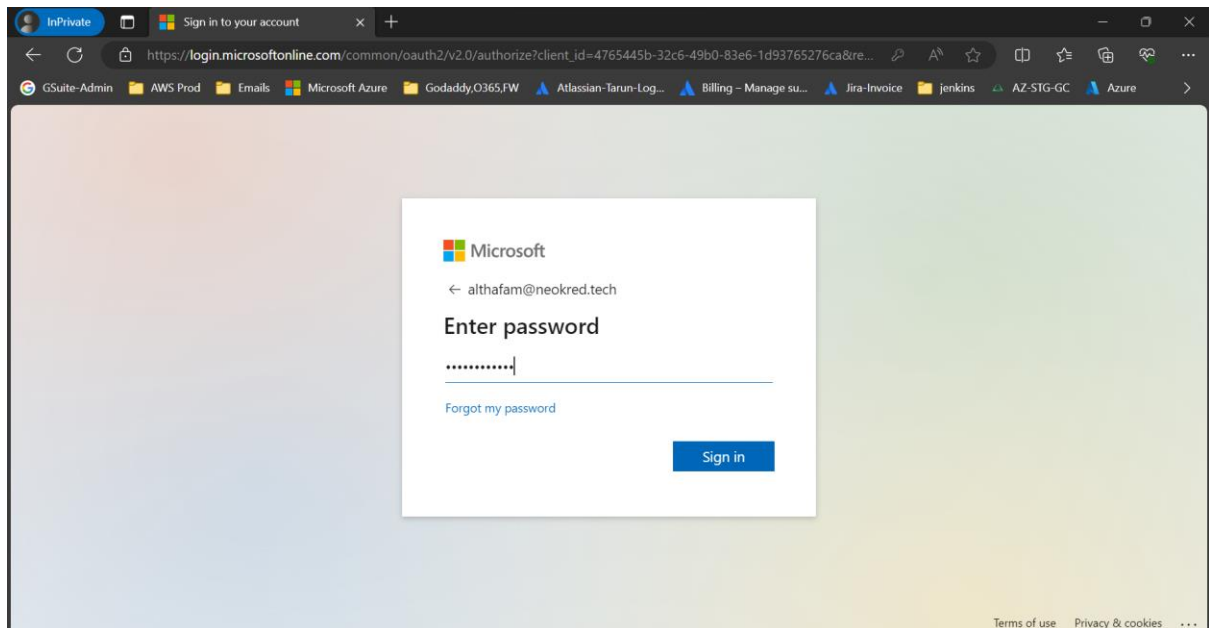 InPrivate
Sign in to your account
https://login.microsoftonline.com/common/oauth2/v2.0/authorize?client_id=4765445b-32c6-49b0-83e6-1d93765276ca&re...
GSuite-Admin AWS Prod Emails Microsoft Azure Godaddy,O365,FW Atlassian-Tarun-Log... Billing – Manage su... Jira-Invoice jenkins AZ-STG-GC Azure
Microsoft
althafam@neokred.tech
Enter password
••••••••••••
Forgot my password
Sign in
Terms of use Privacy & cookies ...